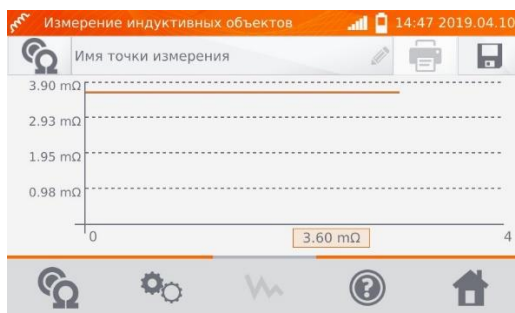 Измерение индуктивных объектов 14:47 2019.04.10
Имя точки измерения
3.90 mΩ
2.93 mΩ
1.95 mΩ
0.98 mΩ
0 3.60 mΩ 4